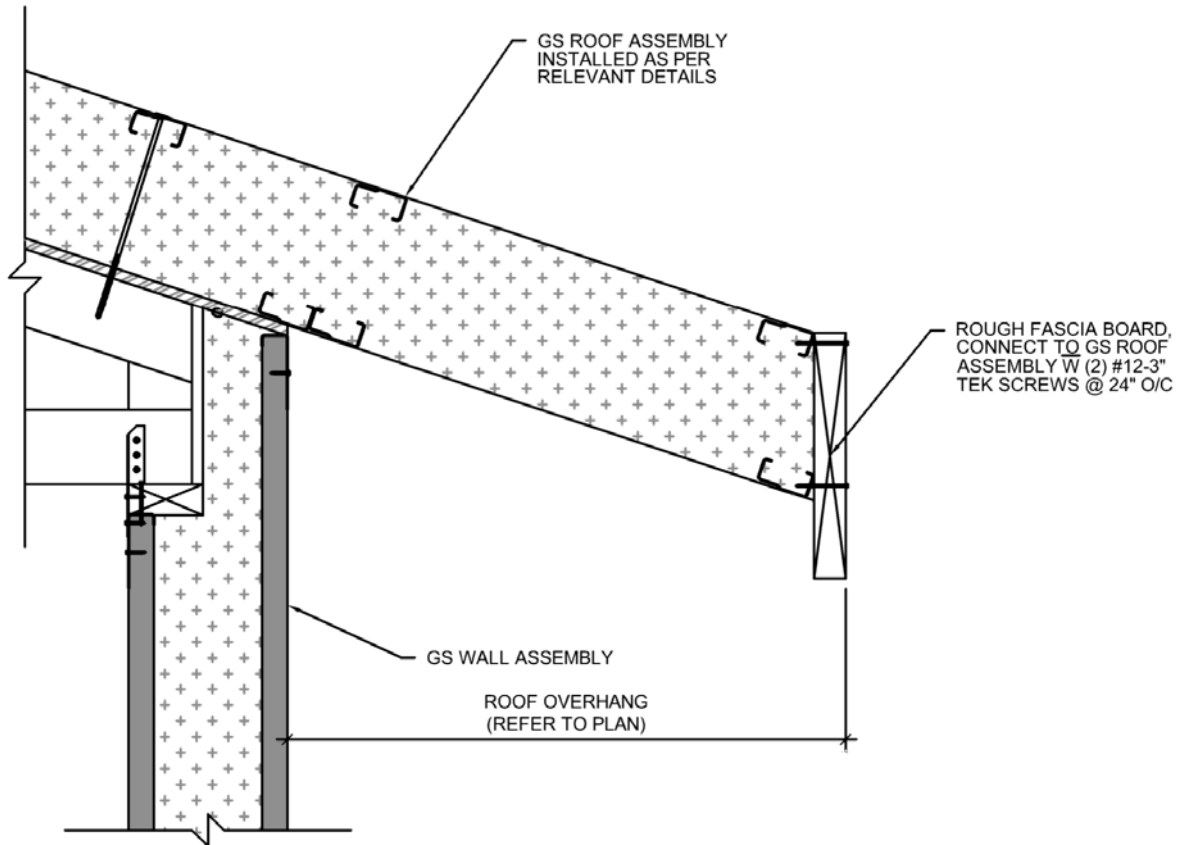 GS ROOF ASSEMBLY
INSTALLED AS PER
RELEVANT DETAILS
ROUGH FASCIA BOARD,
CONNECT TO GS ROOF
ASSEMBLY W (2) #12-3"
TEK SCREWS @ 24" O/C
GS WALL ASSEMBLY
ROOF OVERHANG
(REFER TO PLAN)